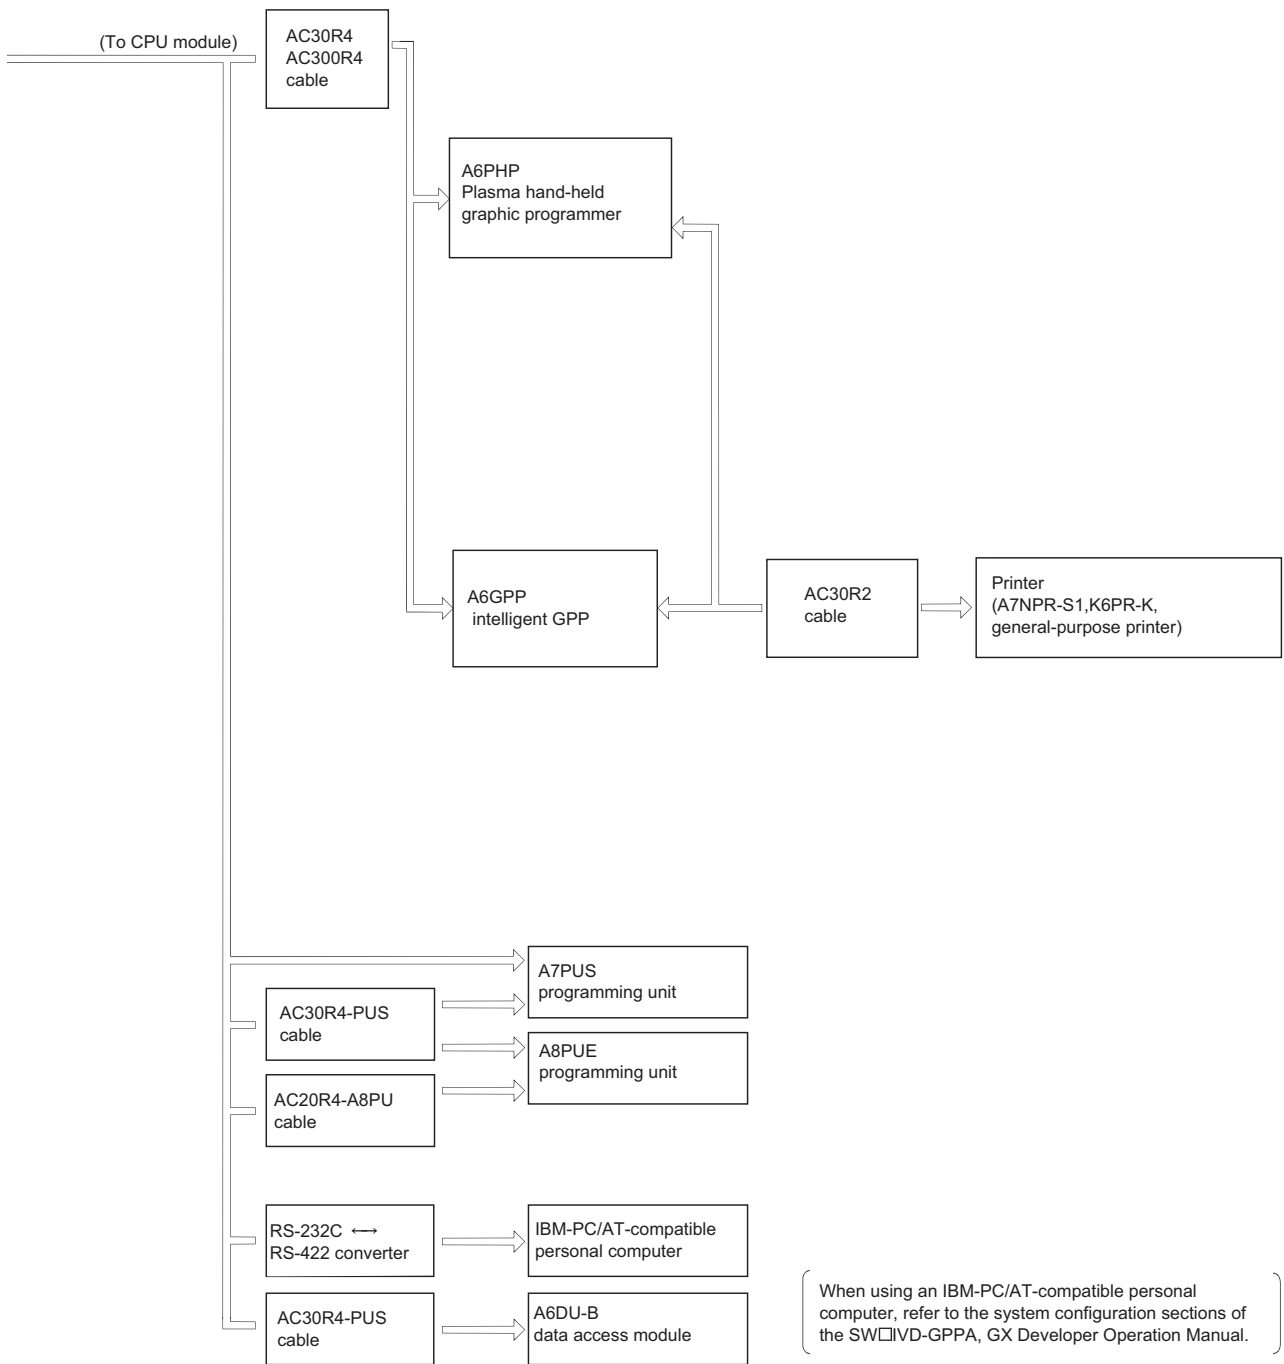 (To CPU module)
AC30R4
AC300R4
cable
A6PHP
Plasma hand-held
graphic programmer
A6GPP
intelligent GPP
AC30R2
cable
Printer
(A7NPR-S1,K6PR-K,
general-purpose printer)
A7PUS
programming unit
AC30R4-PUS
cable
A8PUE
programming unit
AC20R4-A8PU
cable
RS-232C ←→
RS-422 converter
IBM-PC/AT-compatible
personal computer
AC30R4-PUS
cable
A6DU-B
data access module
When using an IBM-PC/AT-compatible personal
computer, refer to the system configuration sections of
the SW□IVD-GPPA, GX Developer Operation Manual.